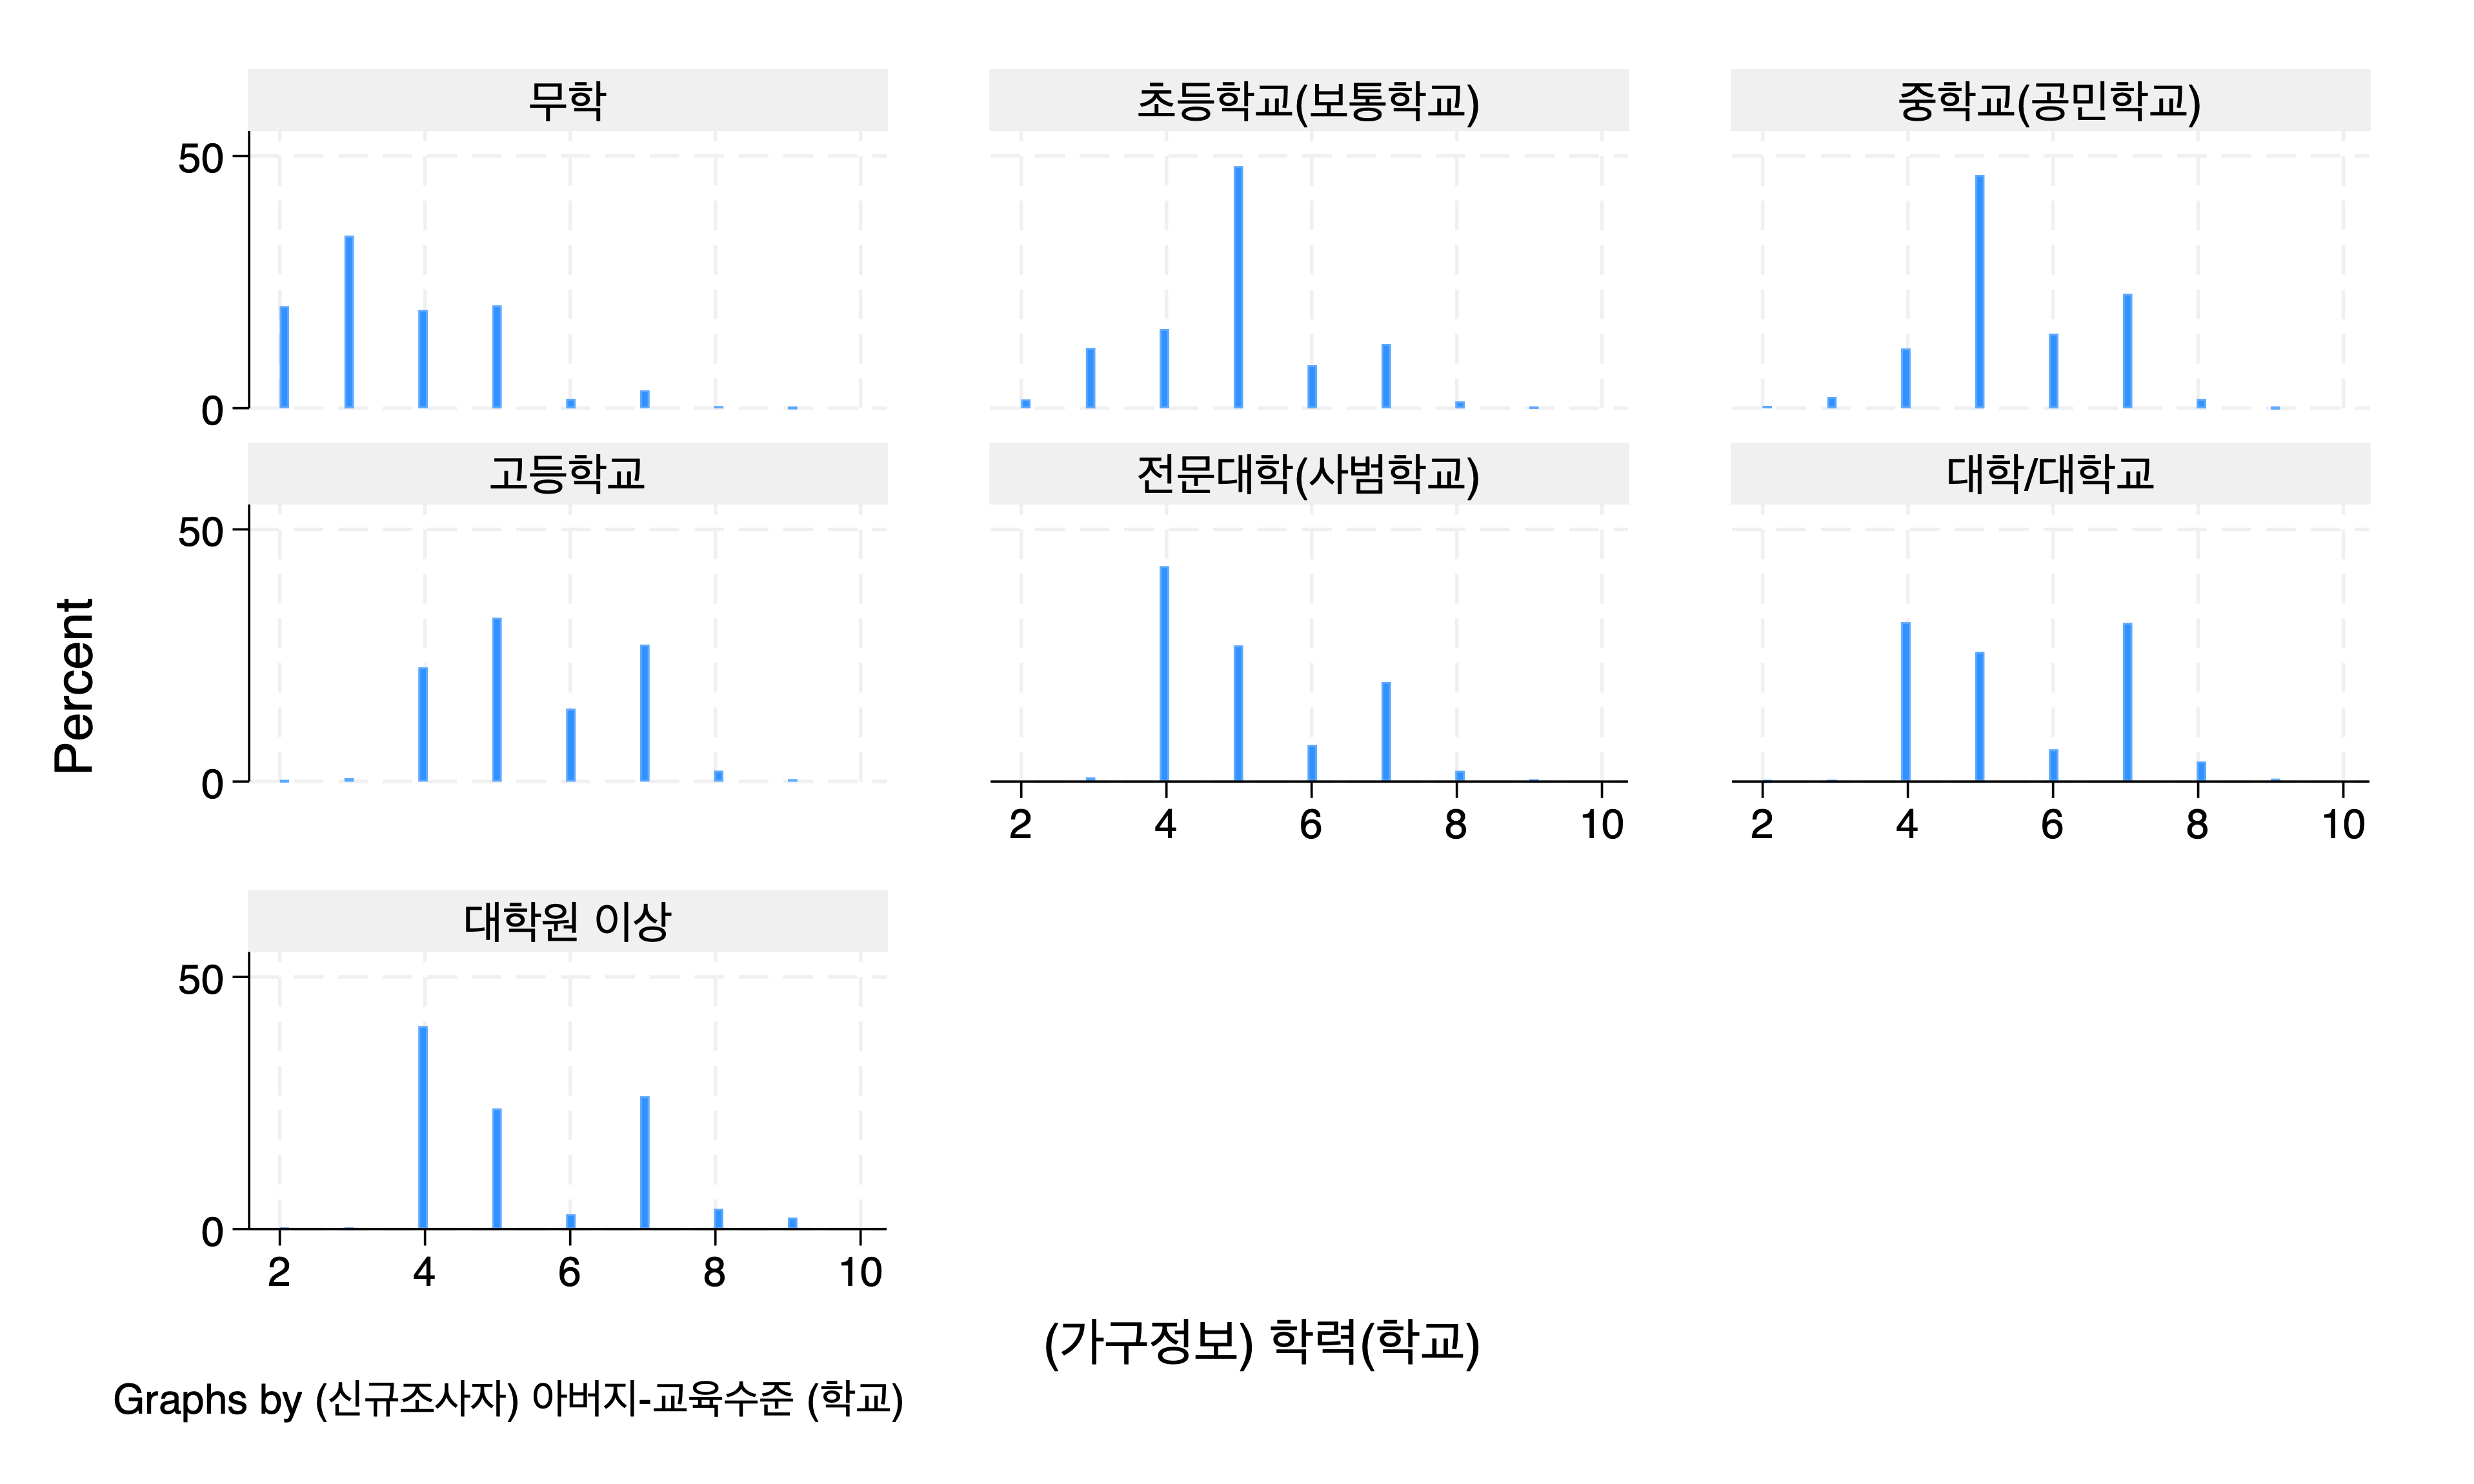 무학
초등학교(보통학교)
중학교(공민학교)
50
0
고등학교
전문대학(사범학교)
대학/대학교
50
0
2 4 6 8 10
2 4 6 8 10
대학원 이상
50
0
2 4 6 8 10
Percent
(가구정보) 학력(학교)
Graphs by (신규조사자) 아버지-교육수준 (학교)